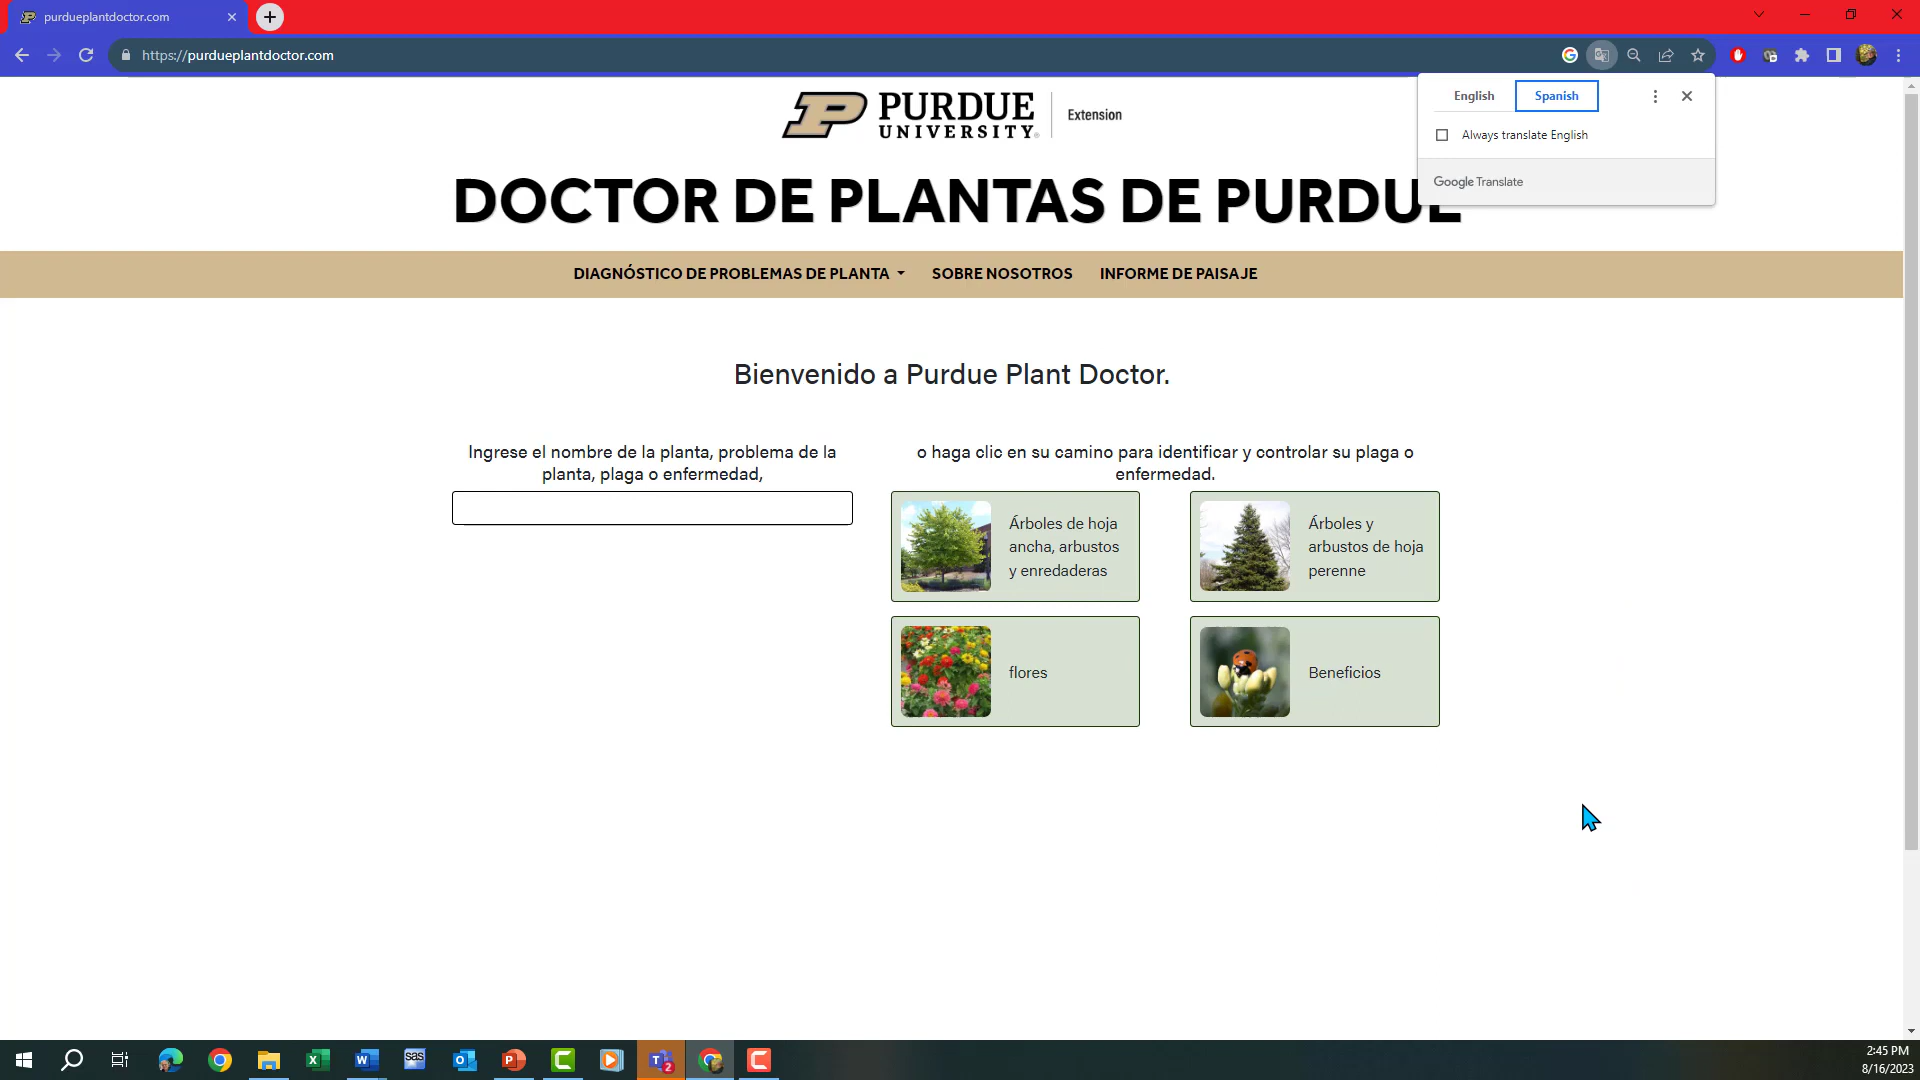 purdueplantdoctor.com
https://purdueplantdoctor.com
English Spanish
Always translate English
Google Translate
PURDUE
UNIVERSITY®
Extension
DOCTOR DE PLANTAS DE PURDUE
DIAGNÓSTICO DE PROBLEMAS DE PLANTA SOBRE NOSOTROS INFORME DE PAISAJE
Bienvenido a Purdue Plant Doctor.
Ingrese el nombre de la planta, problema de la
planta, plaga o enfermedad,
o haga clic en su camino para identificar y controlar su plaga o
enfermedad.
Árboles de hoja
ancha, arbustos
y enredaderas
Árboles y
arbustos de hoja
perenne
flores
Beneficios
2:45 PM
8/16/2023